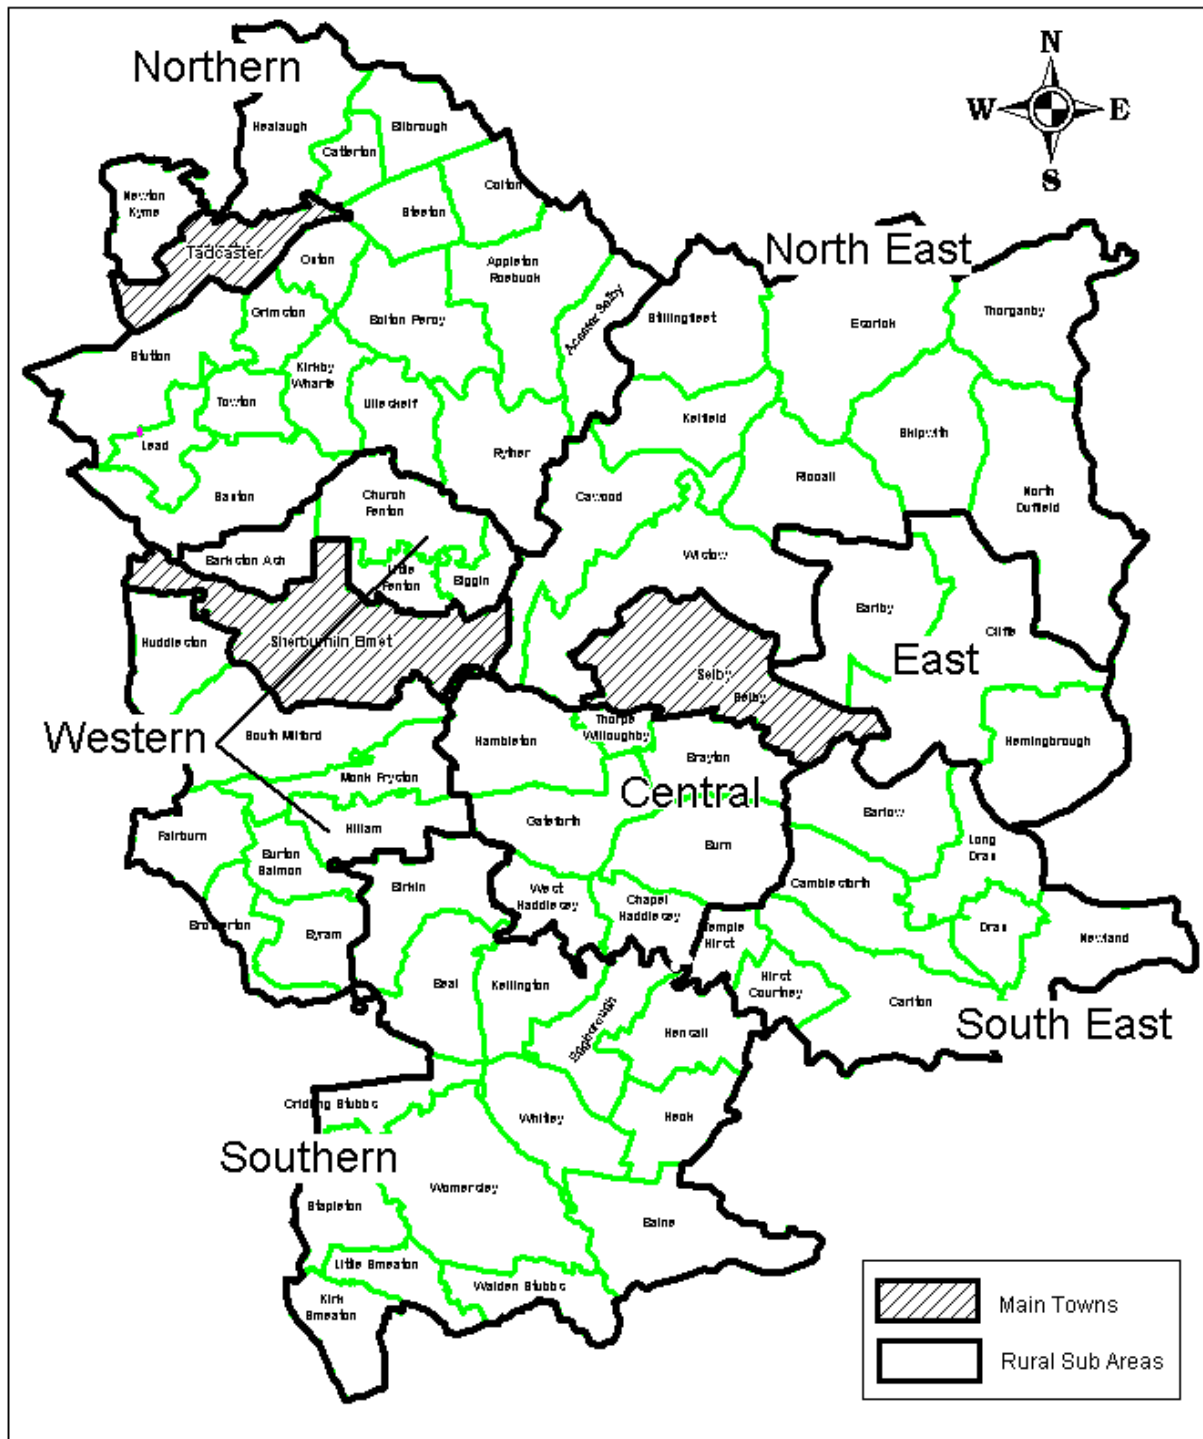 Northern
N
W E
S
Healaugh
Bilbrough
Catterton
Colton
Newton
Kyme
Steeton
Tadcaster
Oxton
Appleton
Roebuck
North East
Acaster Selby
Stillingfleet
Escrick
Thorganby
Grimston
Bolton Percy
Stutton
Kirkby
Wharfe
Towton
Ulleskelf
Kelfield
Skipwith
Lead
Ryther
Riccall
Saxton
Church
Fenton
Cawood
North
Duffield
Barkston Ash
Little
Fenton
Biggin
Wistow
Barlby
Cliffe
Huddleston
Sherburn in Elmet
Selby
Selby
East
Western
South Milford
Hambleton
Thorpe
Willoughby
Brayton
Hemingbrough
Monk Fryston
Central
Fairburn
Hillam
Gateforth
Burn
Barlow
Long
Drax
Burton
Salmon
Birkin
West
Haddlesey
Chapel
Haddlesey
Camblesforth
Brotherton
Byram
Temple
Hirst
Drax
Newland
Beal
Kellington
Hirst
Courtney
Carlton
Eggborough
Hensall
South East
Cridling Stubbs
Whitley
Heck
Southern
Womersley
Stapleton
Balne
Little Smeaton
Walden Stubbs
Kirk
Smeaton
Main Towns
Rural Sub Areas